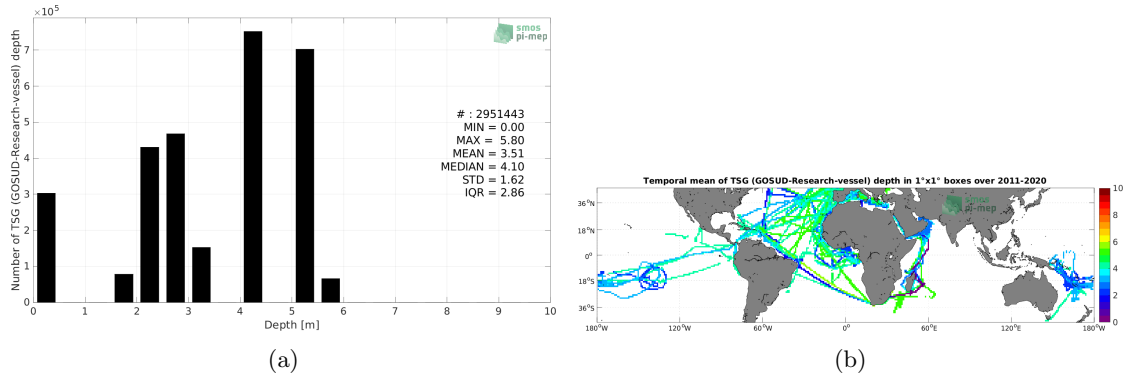 ×10⁵
7
6
5
4
3
2
1
0
Number of TSG (GOSUD-Research-vessel) depth
smos
pi-mep
# : 2951443
MIN = 0.00
MAX = 5.80
MEAN = 3.51
MEDIAN = 4.10
STD = 1.62
IQR = 2.86
0 1 2 3 4 5 6 7 8 9 10
Depth [m]
(a)
Temporal mean of TSG (GOSUD-Research-vessel) depth in 1°x1° boxes over 2011-2020
smos
pi-mep
36°N
18°N
0°
18°S
36°S
180°W 120°W 60°W 0° 60°E 120°E 180°E
10
8
6
4
2
0
(b)